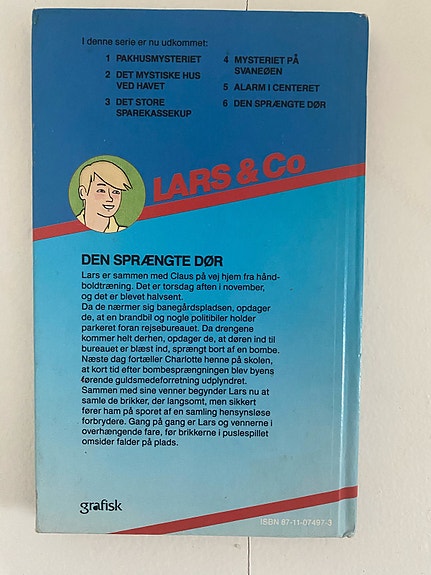 I denne serie er nu udkommet:
1 PAKHUSMYSTERIET
2 DET MYSTISKE HUS
VED HAVET
3 DET STORE
SPAREKASSEKUP
4 MYSTERIET PÅ
SVANEØEN
5 ALARM I CENTERET
6 DEN SPRÆNGTE DØR
LARS & Co
DEN SPRÆNGTE DØR
Lars er sammen med Claus på vej hjem fra hånd-
boldtræning. Det er torsdag aften i november,
og det er blevet halvsent.
Da de nærmer sig banegårdspladsen, opdager
de, at en brandbil og nogle politibiler holder
parkeret foran rejsebureauet. Da drengene
kommer helt derhen, opdager de, at døren ind til
bureauet er blæst ind, sprængt bort af en bombe.
Næste dag fortæller Charlotte henne på skolen,
at kort tid efter bombesprængningen blev byens
førende guldsmedeforretning udplyndret.
Sammen med sine venner begynder Lars nu at
samle de brikker, der langsomt, men sikkert
fører ham på sporet af en samling hensynsløse
forbrydere. Gang på gang er Lars og vennerne i
overhængende fare, før brikkerne i puslespillet
omsider falder på plads.
grafisk
ISBN 87-11-07497-3